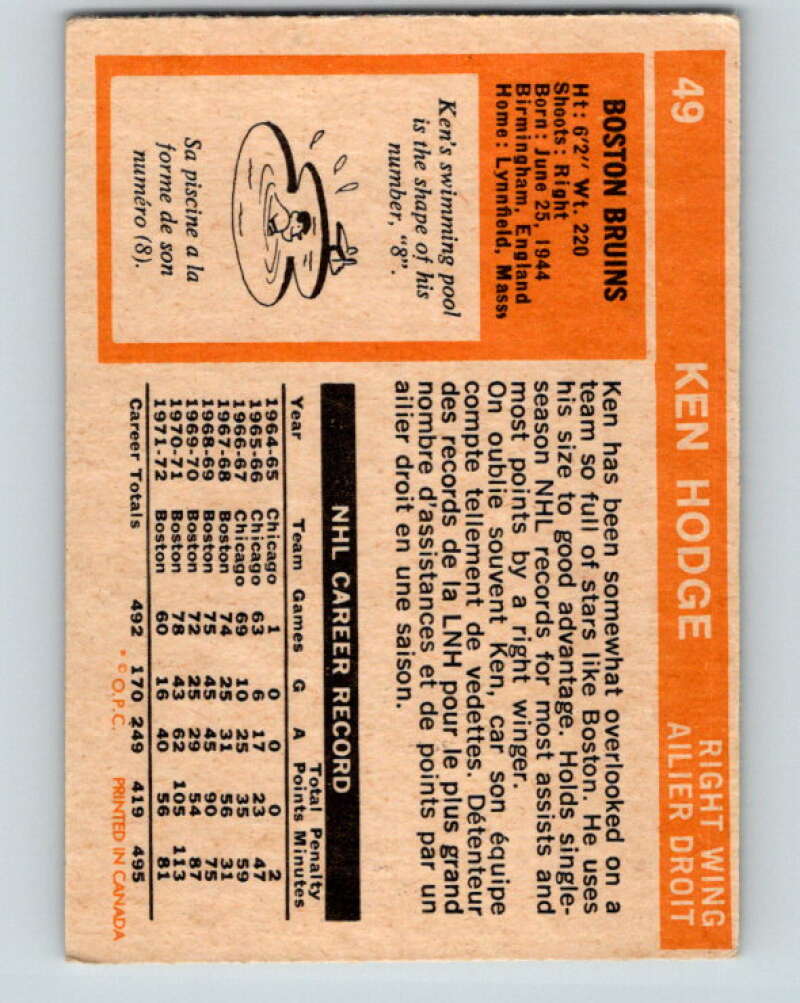 49 KEN HODGE RIGHT WING
AILIER DROIT
BOSTON BRUINS
Ht: 6'2" Wt. 220
Shoots: Right
Born: June 25, 1944
Birmingham, England
Home: Lynnfield, Mass.
Ken's swimming pool
is the shape of his
number, "8".
Sa piscine a la
forme de son
numéro (8).
Ken has been somewhat overlooked on a
team so full of stars like Boston. He uses
his size to good advantage. Holds single-
season NHL records for most assists and
most points by a right winger.
On oublie souvent Ken, car son équipe
compte tellement de vedettes. Détenteur
des records de la LNH pour le plus grand
nombre d'assistances et de points par un
ailier droit en une saison.
NHL CAREER RECORD
Total Penalty
Year Team Games G A Points Minutes
1964-65 Chicago 1 0 0 0 2
1965-66 Chicago 63 6 17 23 47
1966-67 Chicago 69 10 25 35 59
1967-68 Boston 74 25 31 56 31
1968-69 Boston 75 45 45 90 75
1969-70 Boston 72 25 29 54 87
1970-71 Boston 78 43 62 105 113
1971-72 Boston 60 16 40 56 81
Career Totals 492 170 249 419 495
* © O.P.C. PRINTED IN CANADA